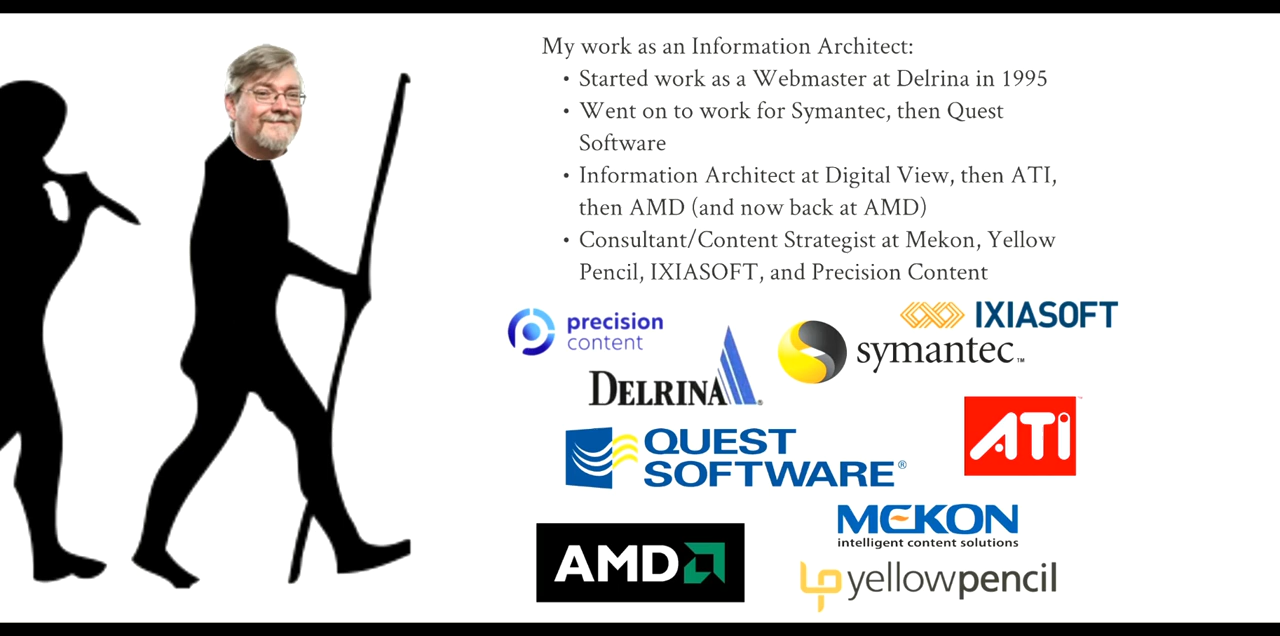 My work as an Information Architect:
• Started work as a Webmaster at Delrina in 1995
• Went on to work for Symantec, then Quest
Software
• Information Architect at Digital View, then ATI,
then AMD (and now back at AMD)
• Consultant/Content Strategist at Mekon, Yellow
Pencil, IXIASOFT, and Precision Content
precision
content
IXIASOFT
symantec™
DELRINA®
QUEST
SOFTWARE®
ATI™
MEKON
intelligent content solutions
AMD
yellowpencil